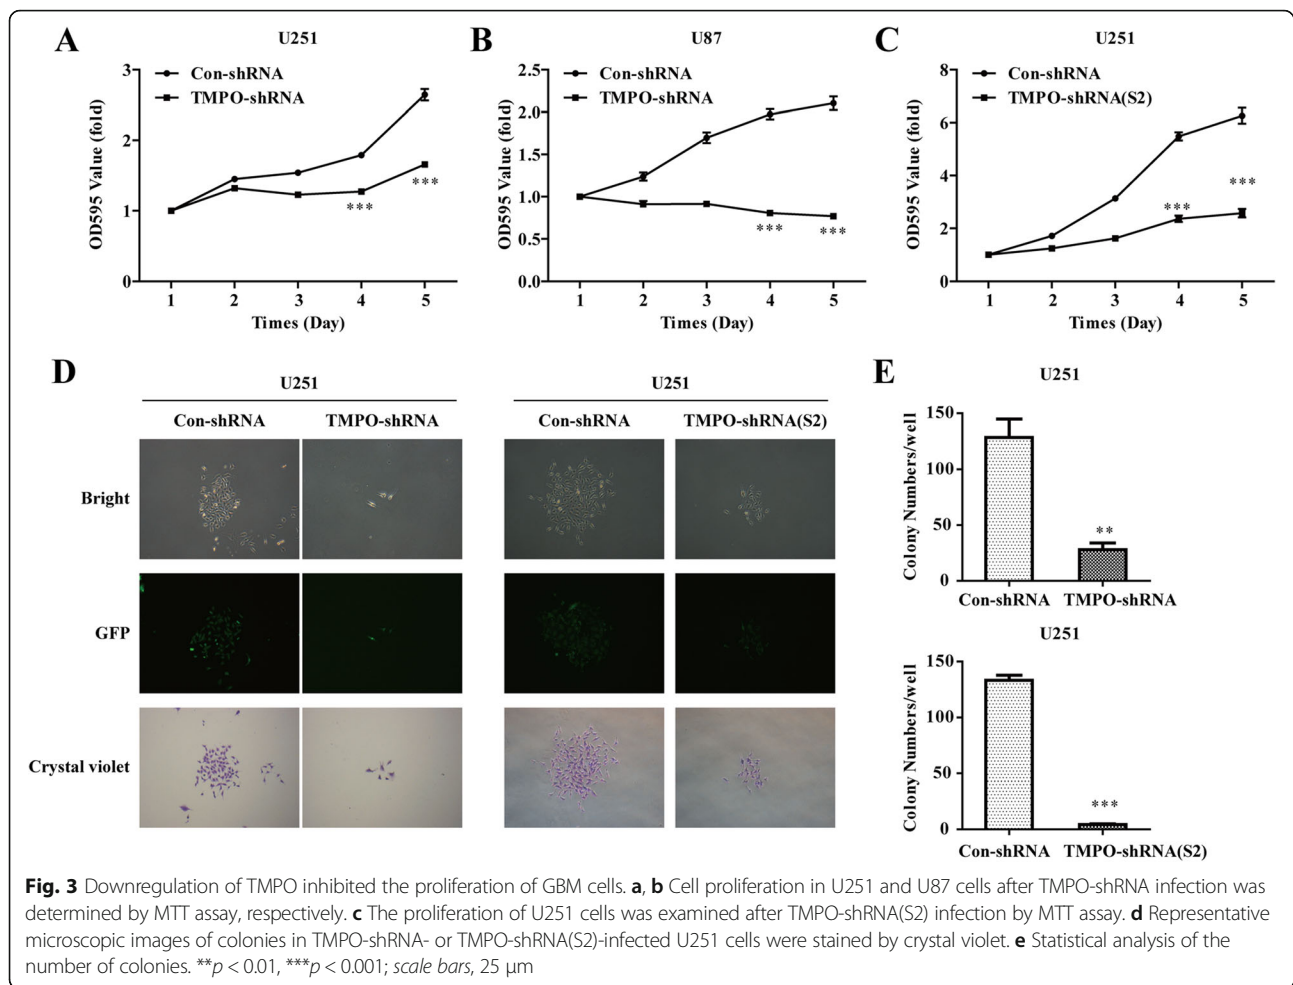 A
U251
OD595 Value (fold)
3
2
1
0
Con-shRNA
TMPO-shRNA
***
***
1 2 3 4 5
Times (Day)
B
U87
OD595 Value (fold)
2.5
2.0
1.5
1.0
0.5
0.0
Con-shRNA
TMPO-shRNA
***
***
1 2 3 4 5
Times (Day)
C
U251
OD595 Value (fold)
8
6
4
2
0
Con-shRNA
TMPO-shRNA(S2)
***
***
1 2 3 4 5
Times (Day)
D
U251
Con-shRNA TMPO-shRNA
U251
Con-shRNA TMPO-shRNA(S2)
Bright
GFP
Crystal violet
E
U251
Colony Numbers/well
150
100
50
0
**
Con-shRNA TMPO-shRNA
U251
Colony Numbers/well
150
100
50
0
***
Con-shRNA TMPO-shRNA(S2)
Fig. 3 Downregulation of TMPO inhibited the proliferation of GBM cells. a, b Cell proliferation in U251 and U87 cells after TMPO-shRNA infection was
determined by MTT assay, respectively. c The proliferation of U251 cells was examined after TMPO-shRNA(S2) infection by MTT assay. d Representative
microscopic images of colonies in TMPO-shRNA- or TMPO-shRNA(S2)-infected U251 cells were stained by crystal violet. e Statistical analysis of the
number of colonies. **p < 0.01, ***p < 0.001; scale bars, 25 μm